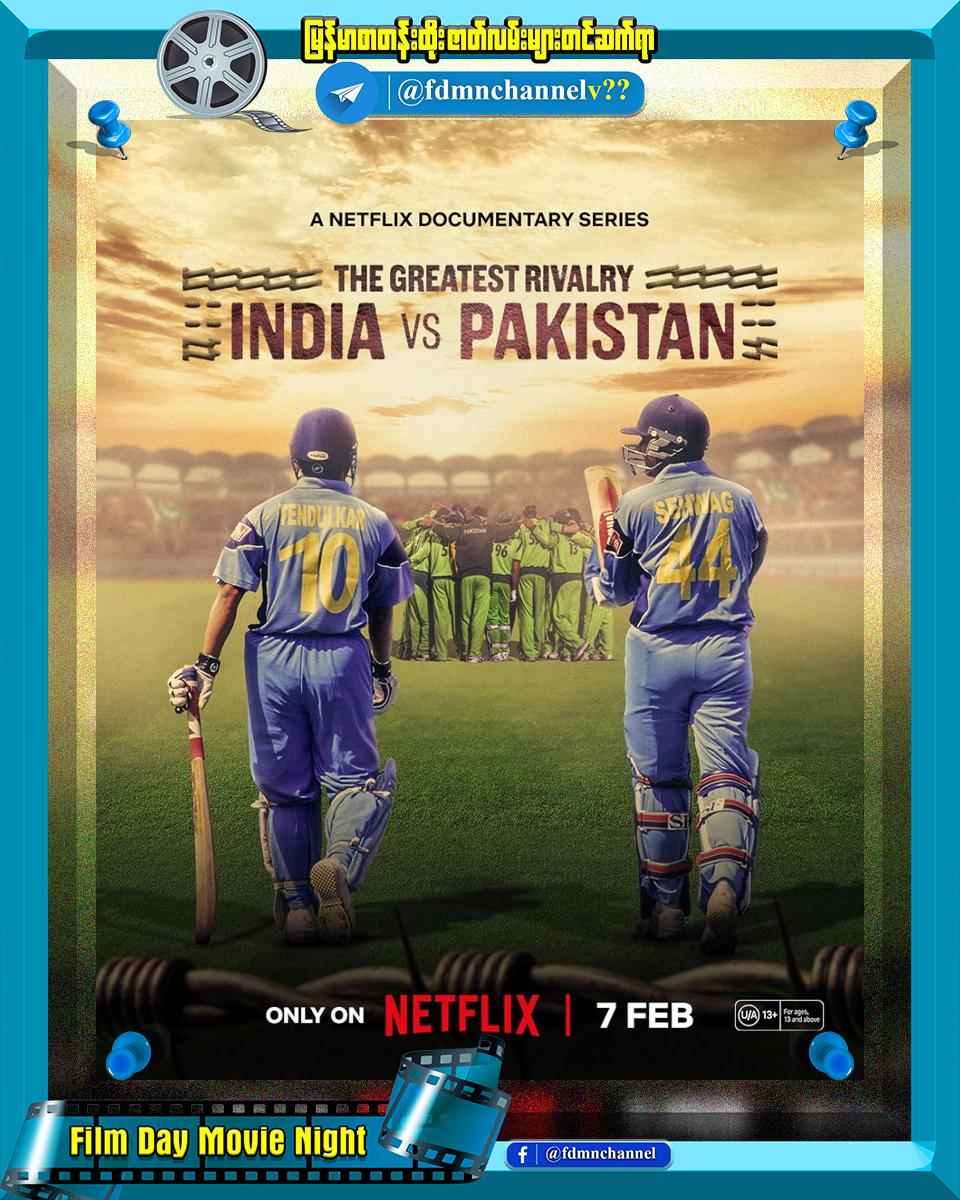 မြန်မာစာတန်းထိုး ဇာတ်လမ်းများတင်ဆက်ရာ
@fdmnchannelv??
A NETFLIX DOCUMENTARY SERIES
THE GREATEST RIVALRY
INDIA VS PAKISTAN
TENDULKAR
10
SEHWAG
44
PAKISTAN
96
ONLY ON NETFLIX | 7 FEB
U/A 13+ For ages, 13 and above
Film Day Movie Night
f @fdmnchannel